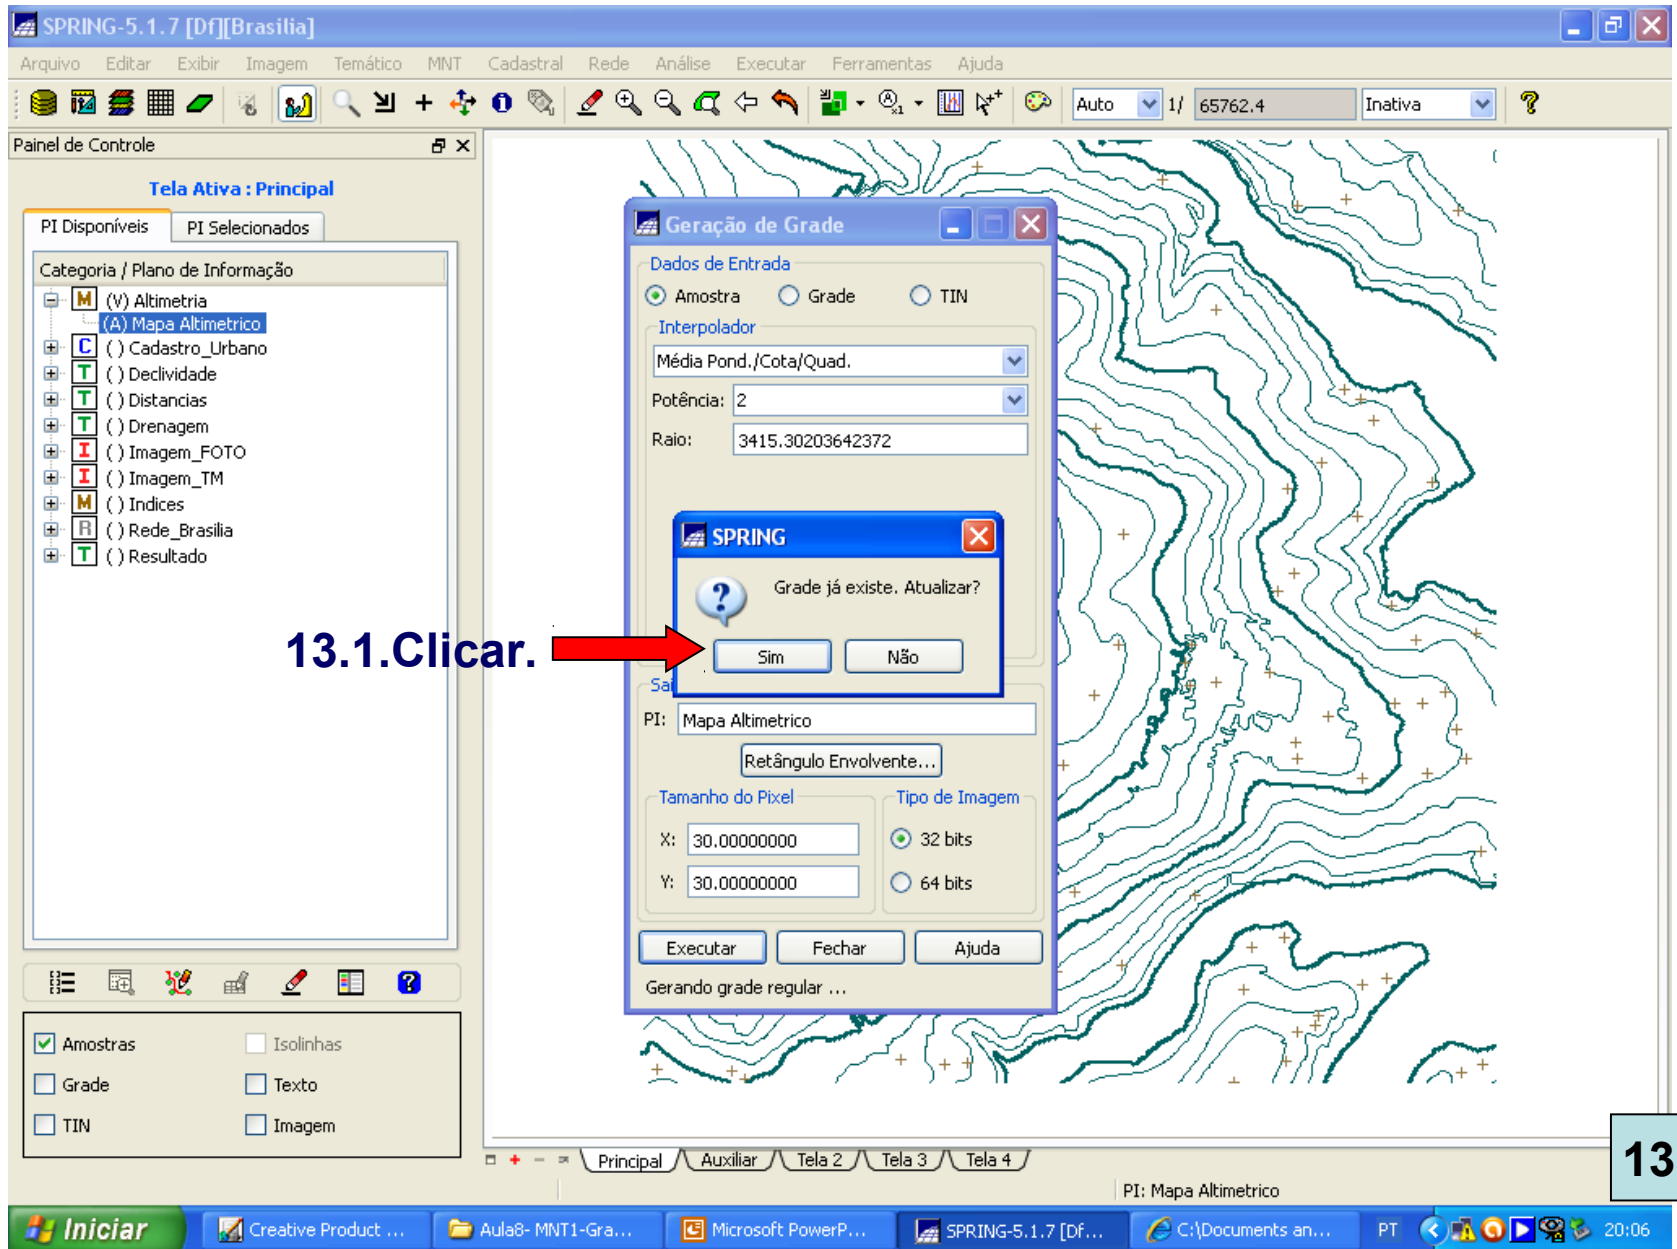 SPRING-5.1.7 [Df][Brasilia]
Arquivo Editar Exibir Imagem Temático MNT Cadastral Rede Análise Executar Ferramentas Ajuda
Auto 1/ 65762.4 Inativa
Painel de Controle
Tela Ativa : Principal
PI Disponíveis PI Selecionados
Categoria / Plano de Informação
M (V) Altimetria
(A) Mapa Altimetrico
C ( ) Cadastro_Urbano
T ( ) Declividade
T ( ) Distancias
T ( ) Drenagem
I ( ) Imagem_FOTO
I ( ) Imagem_TM
M ( ) Indices
R ( ) Rede_Brasilia
T ( ) Resultado
Amostras Isolinhas
Grade Texto
TIN Imagem
Geração de Grade
Dados de Entrada
Amostra Grade TIN
Interpolador
Média Pond./Cota/Quad.
Potência: 2
Raio: 3415.30203642372
SPRING
Grade já existe. Atualizar?
Sim Não
13.1.Clicar.
Saí
PI: Mapa Altimetrico
Retângulo Envolvente...
Tamanho do Pixel Tipo de Imagem
X: 30.00000000 32 bits
Y: 30.00000000 64 bits
Executar Fechar Ajuda
Gerando grade regular ...
Principal Auxiliar Tela 2 Tela 3 Tela 4
13
PI: Mapa Altimetrico
Iniciar Creative Product ... Aula8- MNT1-Gra... Microsoft PowerP... SPRING-5.1.7 [Df... C:\Documents an... PT 20:06